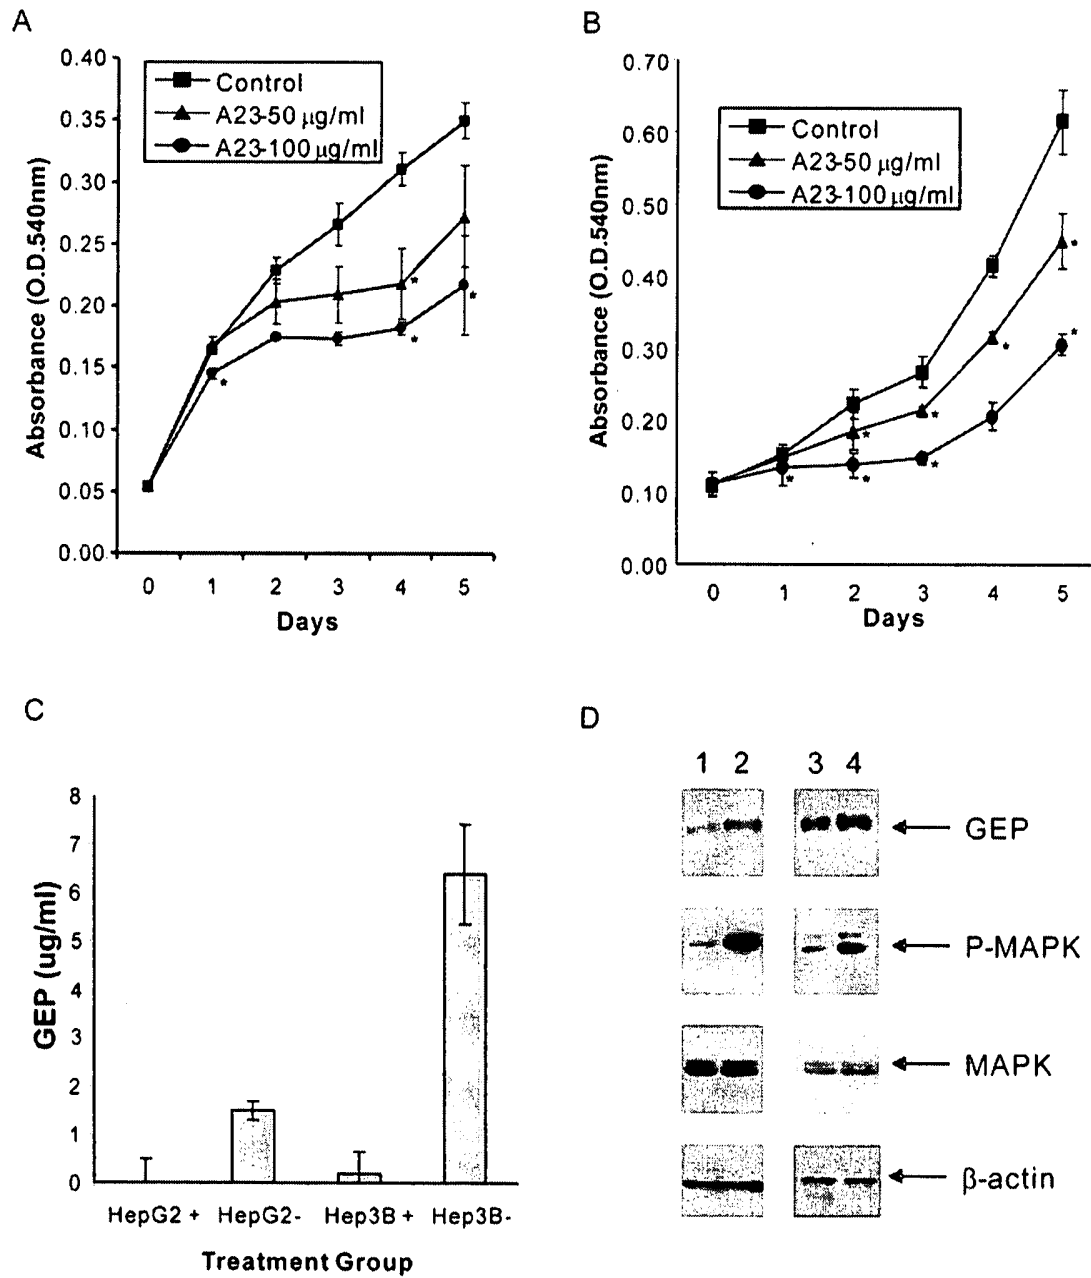 A
0.40
0.35
0.30
0.25
0.20
0.15
0.10
0.05
0.00
Absorbance (O.D.540nm)
Control
A23-50 µg/ml
A23-100 µg/ml
*
*
*
*
0 1 2 3 4 5
Days
B
0.70
0.60
0.50
0.40
0.30
0.20
0.10
0.00
Absorbance (O.D.540nm)
Control
A23-50 µg/ml
A23-100 µg/ml
*
*
*
*
*
*
*
*
0 1 2 3 4 5
Days
C
8
7
6
5
4
3
2
1
0
GEP (ug/ml)
HepG2 + HepG2- Hep3B + Hep3B-
Treatment Group
D
1 2 3 4
GEP
P-MAPK
MAPK
β-actin